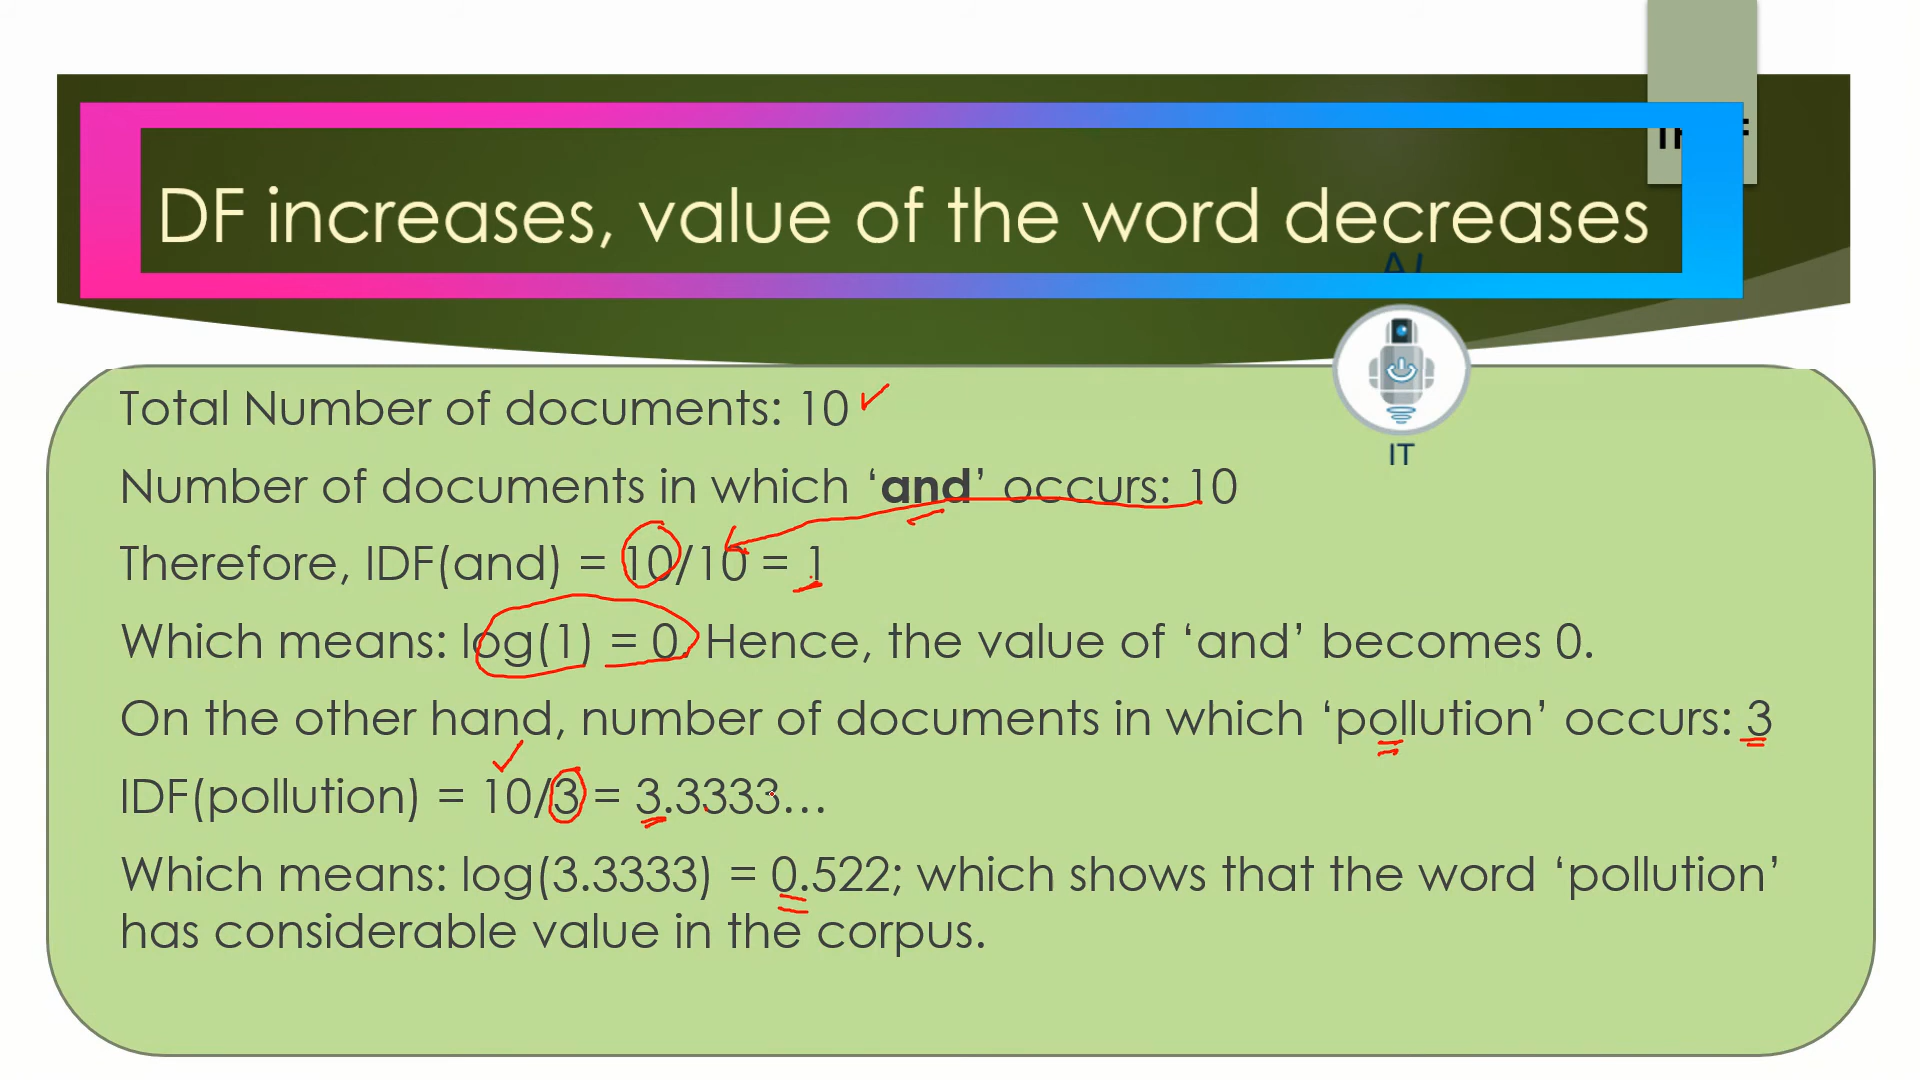 DF increases, value of the word decreases
AI
IT
Total Number of documents: 10
Number of documents in which ‘and’ occurs: 10
Therefore, IDF(and) = 10/10 = 1
Which means: log(1) = 0. Hence, the value of ‘and’ becomes 0.
On the other hand, number of documents in which ‘pollution’ occurs: 3
IDF(pollution) = 10/3 = 3.3333…
Which means: log(3.3333) = 0.522; which shows that the word ‘pollution’
has considerable value in the corpus.